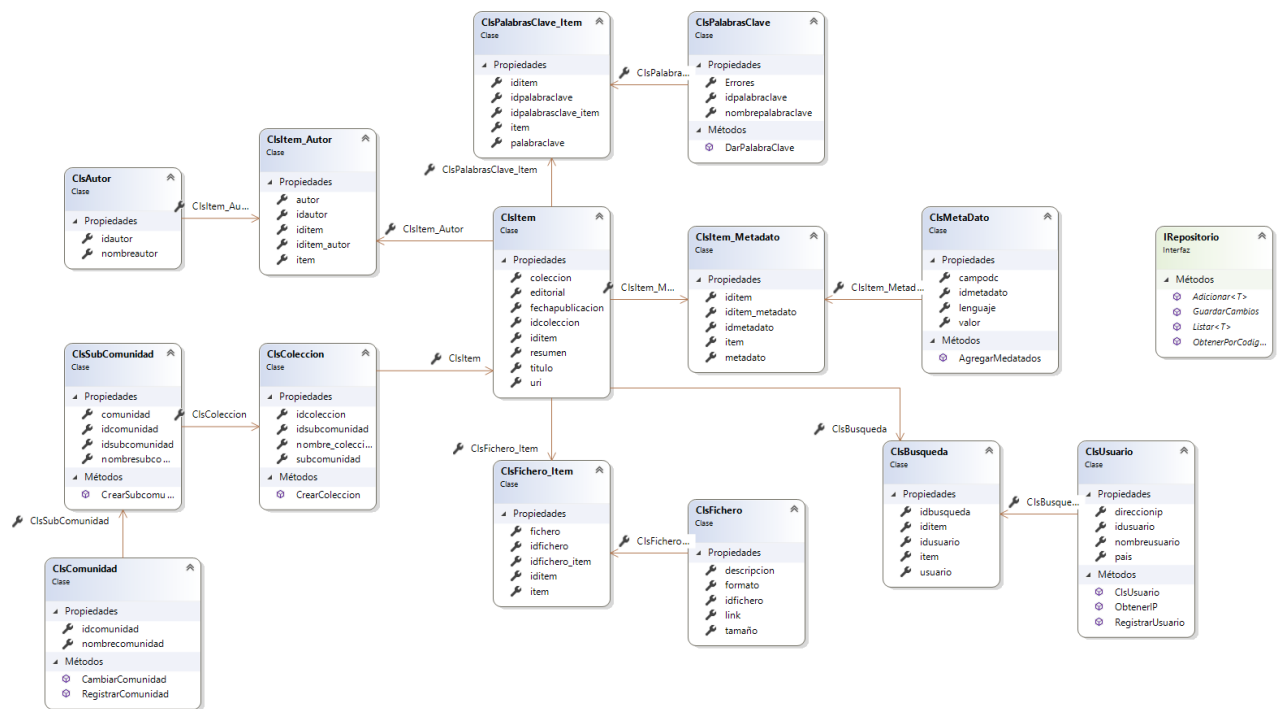 ClsPalabrasClave_Item
Clase
Propiedades
iditem
idpalabraclave
idpalabrasclave_item
item
palabraclave
ClsPalabrasClave
Clase
Propiedades
Errores
idpalabraclave
nombrepalabraclave
Métodos
DarPalabraClave
ClsPalabra...
ClsPalabrasClave_Item
ClsItem_Autor
Clase
Propiedades
autor
idautor
iditem
iditem_autor
item
ClsAutor
Clase
Propiedades
idautor
nombreautor
ClsItem_Au...
ClsItem_Autor
ClsItem
Clase
Propiedades
coleccion
editorial
fechapublicacion
idcoleccion
iditem
resumen
titulo
uri
ClsItem_M...
ClsItem_Metadato
Clase
Propiedades
iditem
iditem_metadato
idmetadato
item
metadato
ClsItem_Metad...
ClsMetaDato
Clase
Propiedades
campodc
idmetadato
lenguaje
valor
Métodos
AgregarMedatados
IRepositorio
Interfaz
Métodos
Adicionar<T>
GuardarCambios
Listar<T>
ObtenerPorCodig...
ClsSubComunidad
Clase
Propiedades
comunidad
idcomunidad
idsubcomunidad
nombresubco...
Métodos
CrearSubcomu...
ClsColeccion
ClsColeccion
Clase
Propiedades
idcoleccion
idsubcomunidad
nombre_colecci...
subcomunidad
Métodos
CrearColeccion
ClsItem
ClsFichero_Item
ClsBusqueda
ClsFichero_Item
Clase
Propiedades
fichero
idfichero
idfichero_item
iditem
item
ClsFichero...
ClsFichero
Clase
Propiedades
descripcion
formato
idfichero
link
tamaño
ClsBusqueda
Clase
Propiedades
idbusqueda
iditem
idusuario
item
usuario
ClsBusque...
ClsUsuario
Clase
Propiedades
direccionip
idusuario
nombreusuario
pais
Métodos
ClsUsuario
ObtenerIP
RegistrarUsuario
ClsSubComunidad
ClsComunidad
Clase
Propiedades
idcomunidad
nombrecomunidad
Métodos
CambiarComunidad
RegistrarComunidad